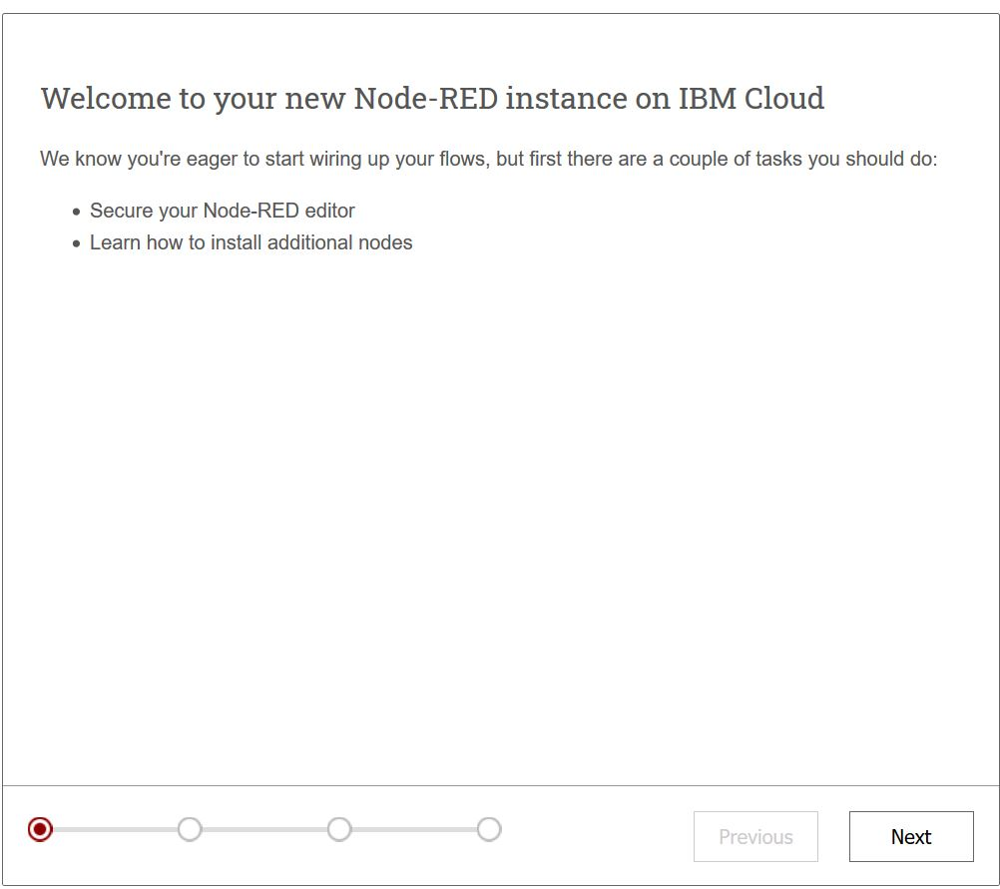 Welcome to your new Node-RED instance on IBM Cloud
We know you're eager to start wiring up your flows, but first there are a couple of tasks you should do:
Secure your Node-RED editor
Learn how to install additional nodes
Previous
Next